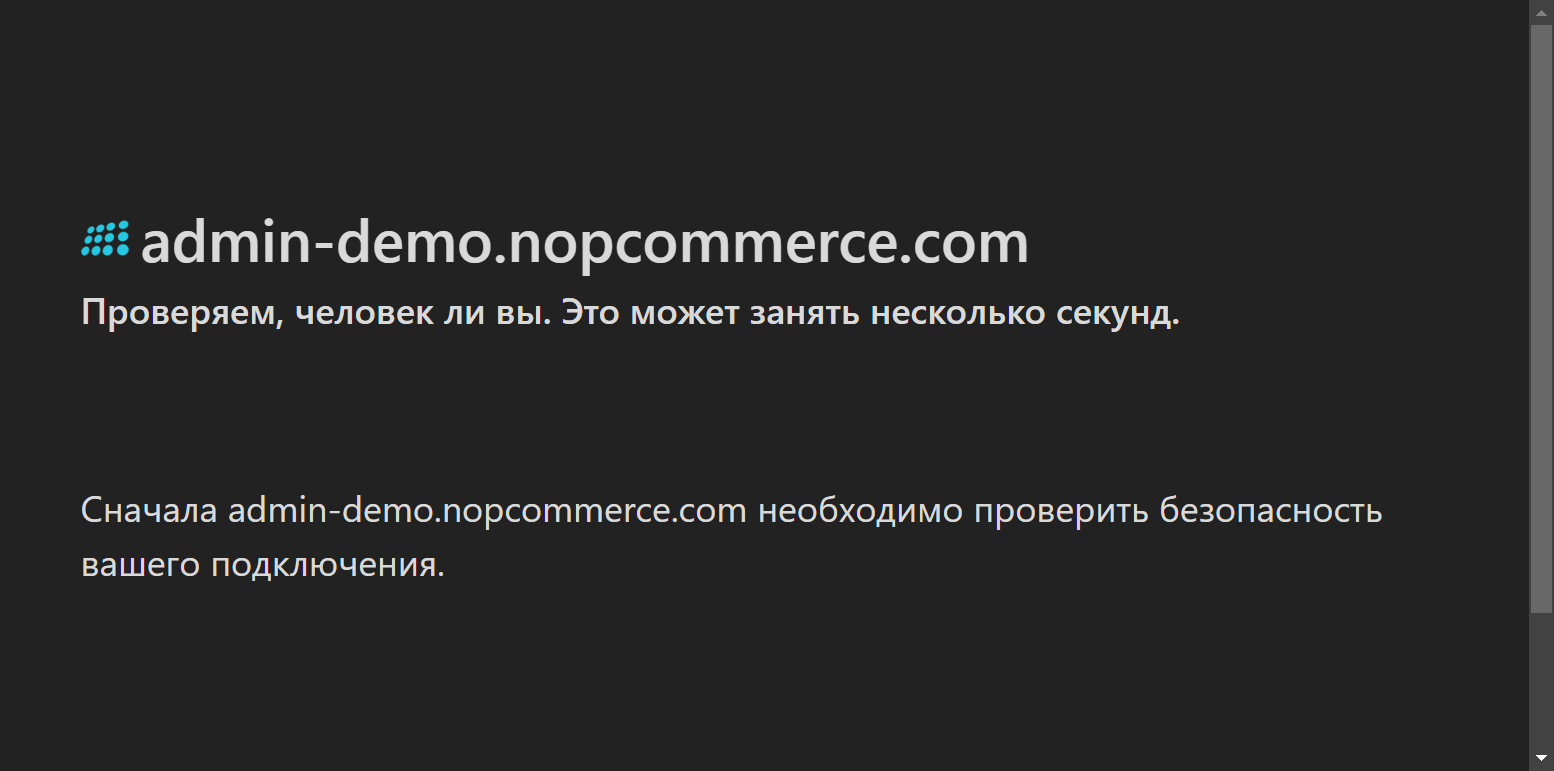 admin-demo.nopcommerce.com
Проверяем, человек ли вы. Это может занять несколько секунд.
Сначала admin-demo.nopcommerce.com необходимо проверить безопасность
вашего подключения.